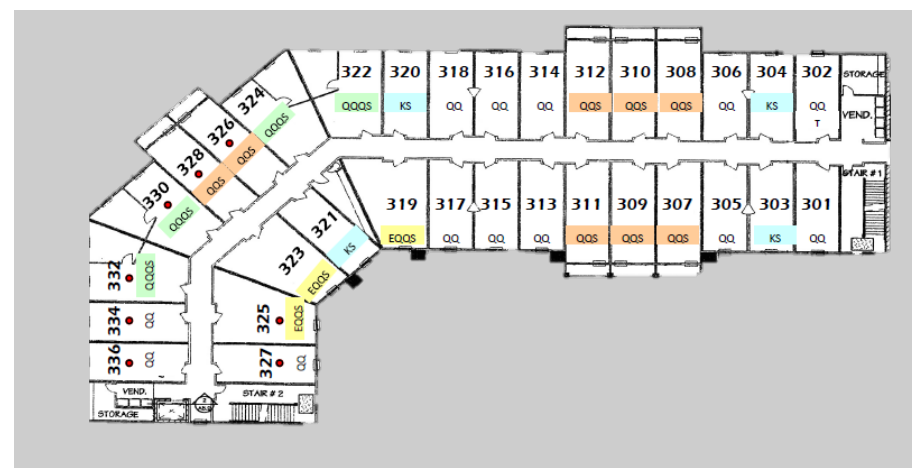 322 320 318 316 314 312 310 308 306 304 302 STORAGE
QQQS KS QQ QQ QQ QQS QQS QQS QQ KS QQ
T
VEND.
324
QQQS
326
QQS
328
QQS
330
QQQS
STAIR # 1
319 317 315 313 311 309 307 305 303 301
EQQS QQ QQ QQ QQS QQS QQS QQ KS QQ
321
KS
323
EQQS
332
QQQS
325
EQQS
334
QQ
336
QQ
327
QQ
VEND.
STAIR # 2
STORAGE